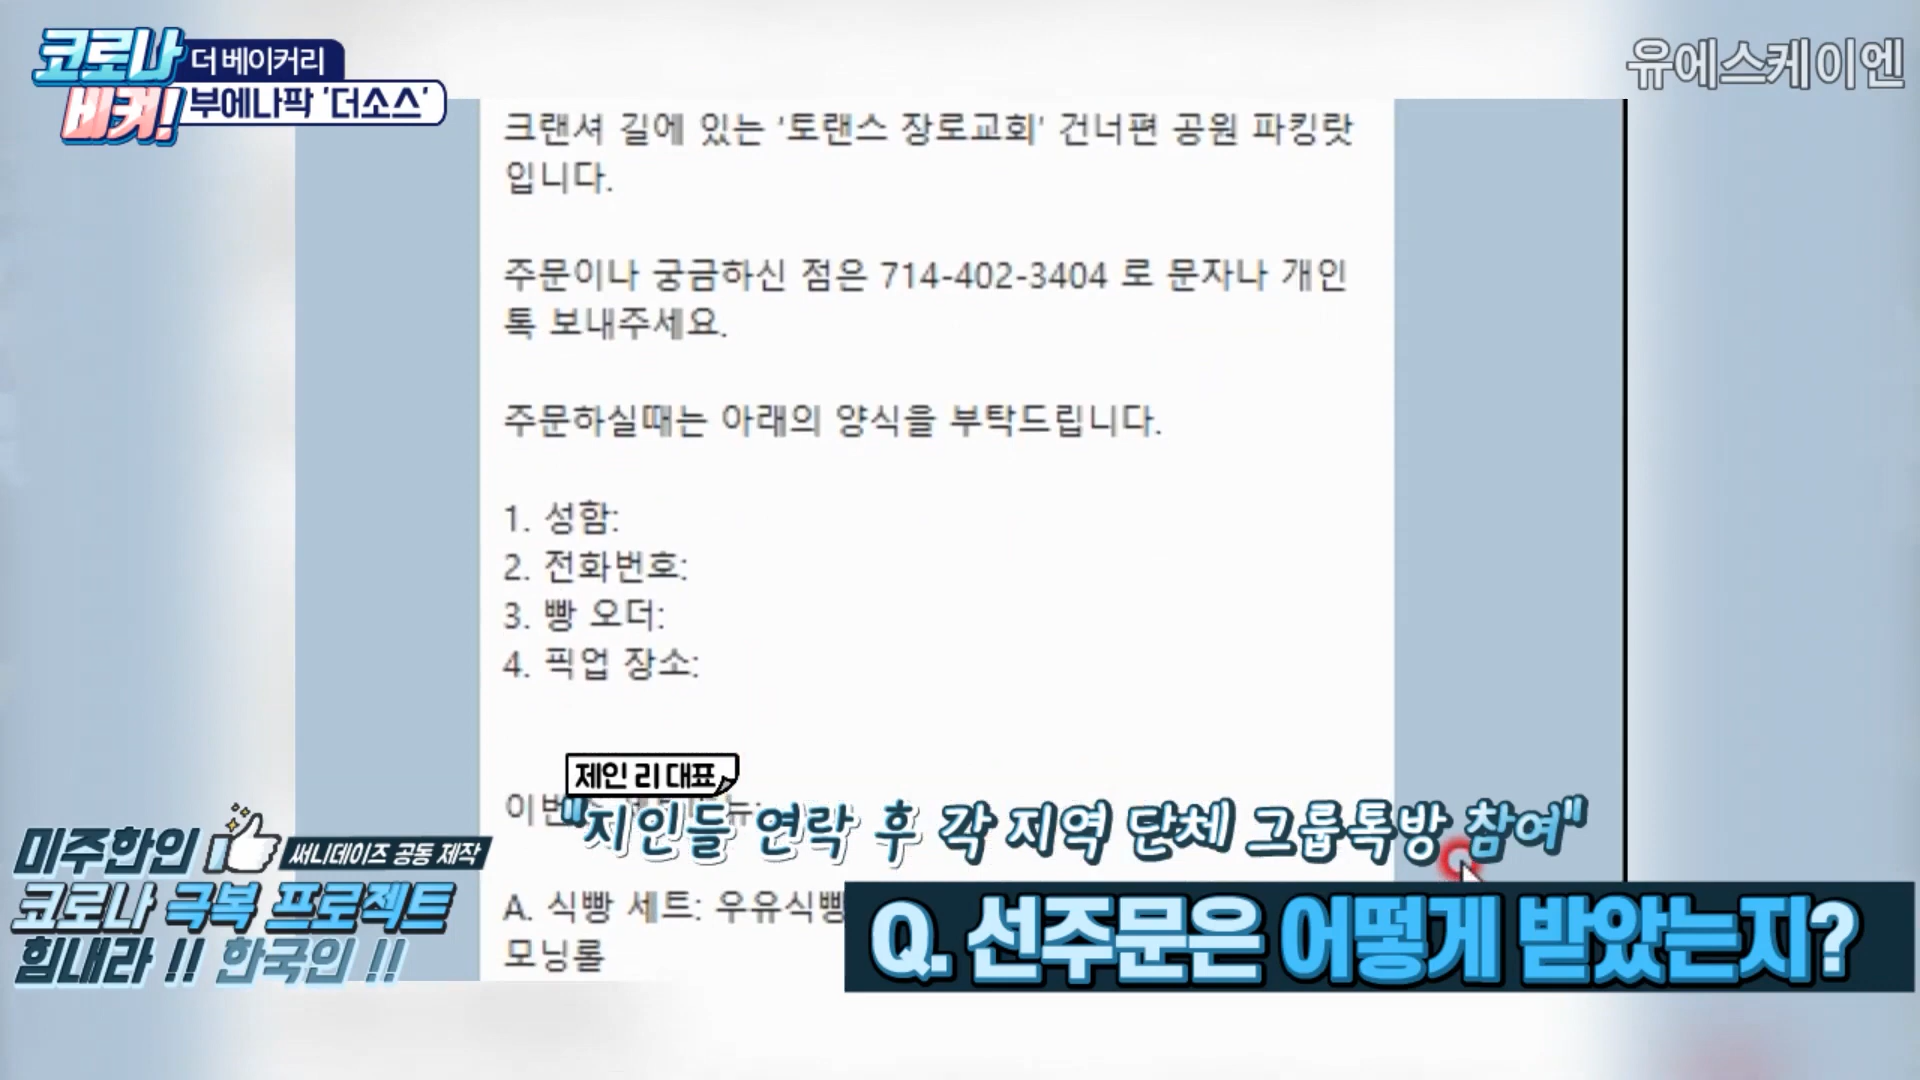 코로나
비켜!
더 베이커리
부에나팍 '더소스'
유에스케이엔
크랜셔 길에 있는 '토랜스 장로교회' 건너편 공원 파킹랏
입니다.
주문이나 궁금하신 점은 714-402-3404 로 문자나 개인
톡 보내주세요.
주문하실때는 아래의 양식을 부탁드립니다.
1. 성함:
2. 전화번호:
3. 빵 오더:
4. 픽업 장소:
제인 리 대표
"지인들 연락 후 각 지역 단체 그룹톡방 참여"
A. 식빵 세트: 우유식빵
모닝롤
미주한인
써니데이즈 공동 제작
코로나 극복 프로젝트
힘내라 !! 한국인 !!
Q. 선주문은 어떻게 받았는지?